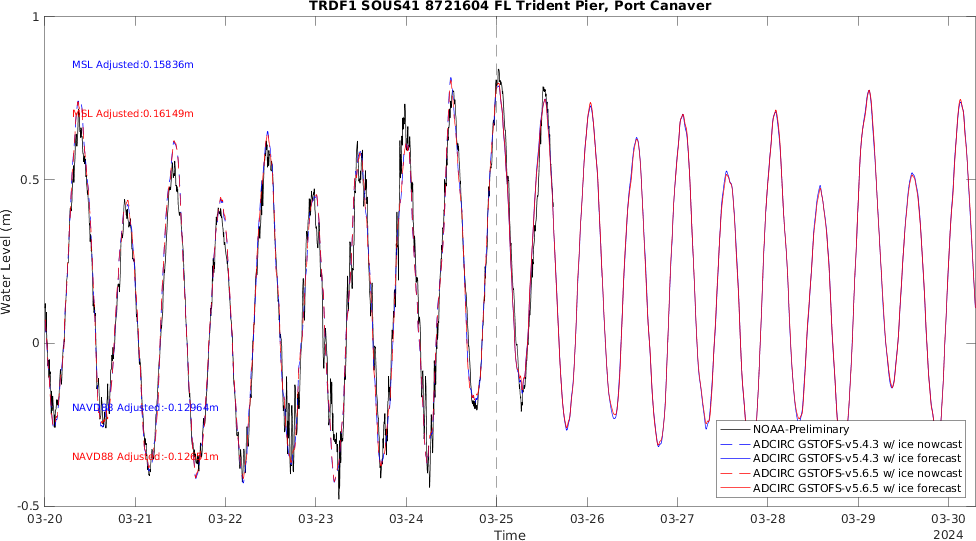 TRDF1 SOUS41 8721604 FL Trident Pier, Port Canaver
Water Level (m)
1
0.5
0
-0.5
MSL Adjusted:0.15836m
MSL Adjusted:0.16149m
NAVD88 Adjusted:-0.12964m
NAVD88 Adjusted:
NOAA-Preliminary
ADCIRC GSTOFS-v5.4.3 w/ ice nowcast
ADCIRC GSTOFS-v5.4.3 w/ ice forecast
ADCIRC GSTOFS-v5.6.5 w/ ice nowcast
ADCIRC GSTOFS-v5.6.5 w/ ice forecast
03-20 03-21 03-22 03-23 03-24 03-25 03-26 03-27 03-28 03-29 03-30
Time
2024